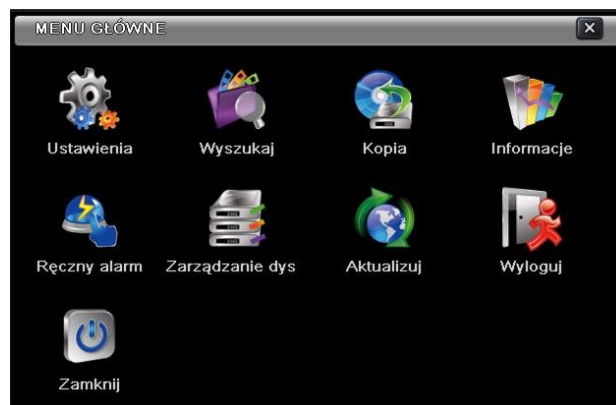 MENU GŁÓWNE
Ustawienia
Wyszukaj
Kopia
Informacje
Ręczny alarm
Zarządzanie dys
Aktualizuj
Wyloguj
Zamknij